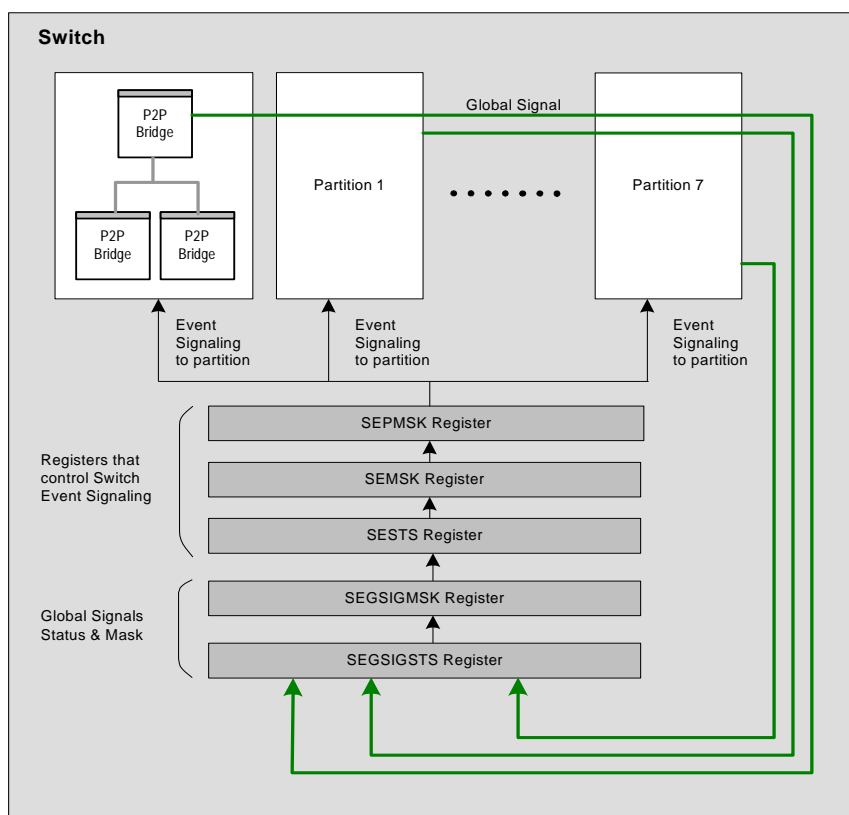 Switch
P2P
Bridge
P2P
Bridge
P2P
Bridge
Partition 1
Global Signal
Partition 7
Event
Signaling
to partition
Event
Signaling
to partition
Event
Signaling
to partition
Registers that
control Switch
Event Signaling
SEPMSK Register
SEMSK Register
SESTS Register
Global Signals
Status & Mask
SEGSIGMSK Register
SEGSIGSTS Register